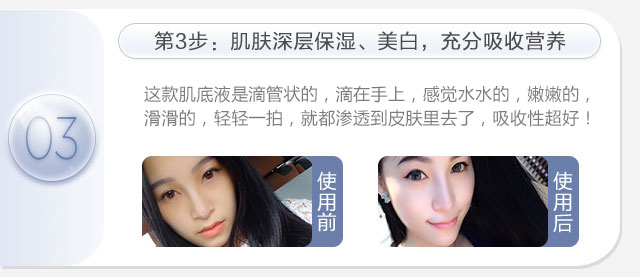 第3步：肌肤深层保湿、美白，充分吸收营养
这款肌底液是滴管状的，滴在手上，感觉水水的，嫩嫩的，
滑滑的，轻轻一拍，就都渗透到皮肤里去了，吸收性超好！
03
使用前
使用后